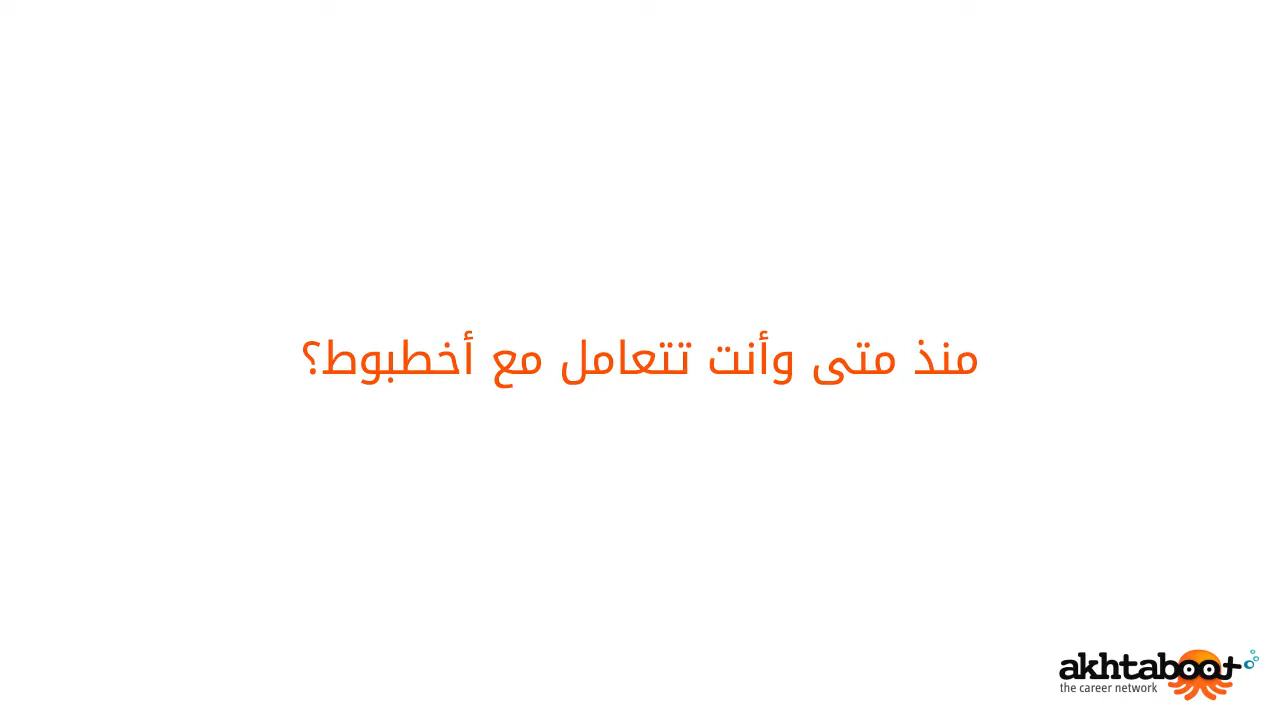 منذ متى وأنت تتعامل مع أخطبوط؟
akhtaboot
the career network